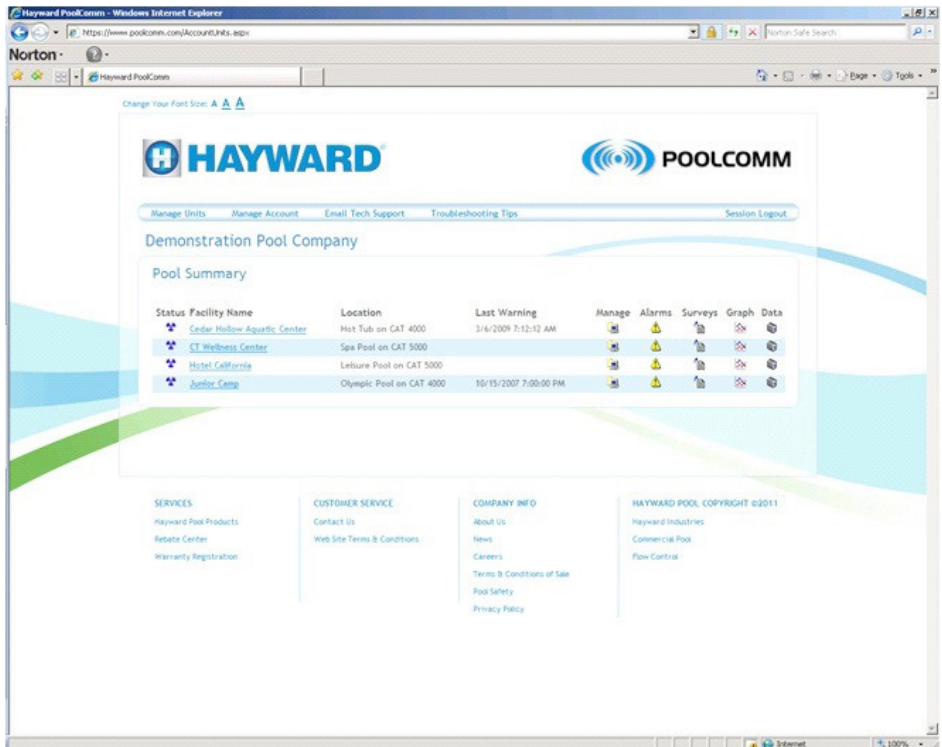 Hayward PoolComm - Windows Internet Explorer
https://www.poolcomm.com/AccountUnits.aspx
Norton Safe Search
Norton
Hayward PoolComm
Page
Tools
Change Your Font Size: A A A
HAYWARD
POOLCOMM
Manage Units Manage Account Email Tech Support Troubleshooting Tips Session Logout
Demonstration Pool Company
Pool Summary
Status Facility Name Location Last Warning Manage Alarms Surveys Graph Data
Cedar Hollow Aquatic Center Hot Tub on CAT 4000 3/6/2009 7:12:12 AM
CT Wellness Center Spa Pool on CAT 5000
Hotel California Leisure Pool on CAT 5000
Junior Camp Olympic Pool on CAT 4000 10/15/2007 7:00:00 PM
SERVICES CUSTOMER SERVICE COMPANY INFO HAYWARD POOL COPYRIGHT ©2011
Hayward Pool Products Contact Us About Us Hayward Industries
Rebate Center Web Site Terms & Conditions News Commercial Pool
Warranty Registration Careers Flow Control
Terms & Conditions of Sale
Pool Safety
Privacy Policy
Internet 100%